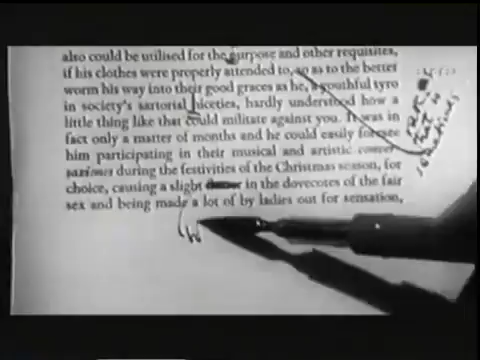 also could be utilised for the purpose and other requisites,
if his clothes were properly attended to, so as to the better
worm his way into their good graces as he, a youthful tyro
in society's sartorial niceties, hardly understood how a
little thing like that could militate against you. It was in
fact only a matter of months and he could easily foresee
him participating in their musical and artistic conver
saziones during the festivities of the Christmas season, for
choice, causing a slight in the dovecotes of the fair
sex and being made a lot of by ladies out for sensation,
that is